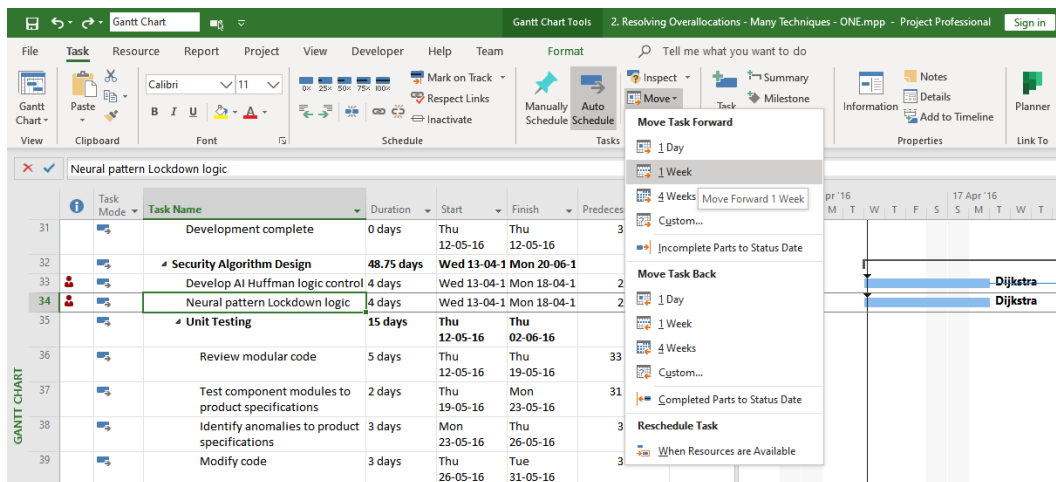 Gantt Chart
Gantt Chart Tools 2. Resolving Overallocations - Many Techniques - ONE.mpp - Project Professional Sign in
File Task Resource Report Project View Developer Help Team Format Tell me what you want to do
Gantt Chart
View
Paste
Clipboard
Calibri 11
B I U A
Font
0% 25% 50% 75% 100%
Mark on Track
Respect Links
Inactivate
Schedule
Manually Schedule
Auto Schedule
Inspect
Move
Task
Tasks
Summary
Milestone
Information
Notes
Details
Add to Timeline
Properties
Planner
Link To
Move Task Forward
1 Day
1 Week
4 Weeks
Move Forward 1 Week
Custom...
Incomplete Parts to Status Date
Move Task Back
1 Day
1 Week
4 Weeks
Custom...
Completed Parts to Status Date
Reschedule Task
When Resources are Available
Neural pattern Lockdown logic
Task Mode Task Name Duration Start Finish Predeces
pr '16 17 Apr '16
M T W T F S S M T W T
31 Development complete 0 days Thu 12-05-16 Thu 12-05-16 3
32 Security Algorithm Design 48.75 days Wed 13-04-1 Mon 20-06-1
33 Develop AI Huffman logic control 4 days Wed 13-04-1 Mon 18-04-1 2 Dijkstra
34 Neural pattern Lockdown logic 4 days Wed 13-04-1 Mon 18-04-1 2 Dijkstra
35 Unit Testing 15 days Thu 12-05-16 Thu 02-06-16
36 Review modular code 5 days Thu 12-05-16 Thu 19-05-16 33
37 Test component modules to product specifications 2 days Thu 19-05-16 Mon 23-05-16 31
38 Identify anomalies to product specifications 3 days Mon 23-05-16 Thu 26-05-16 3
39 Modify code 3 days Thu 26-05-16 Tue 31-05-16 3
GANTT CHART